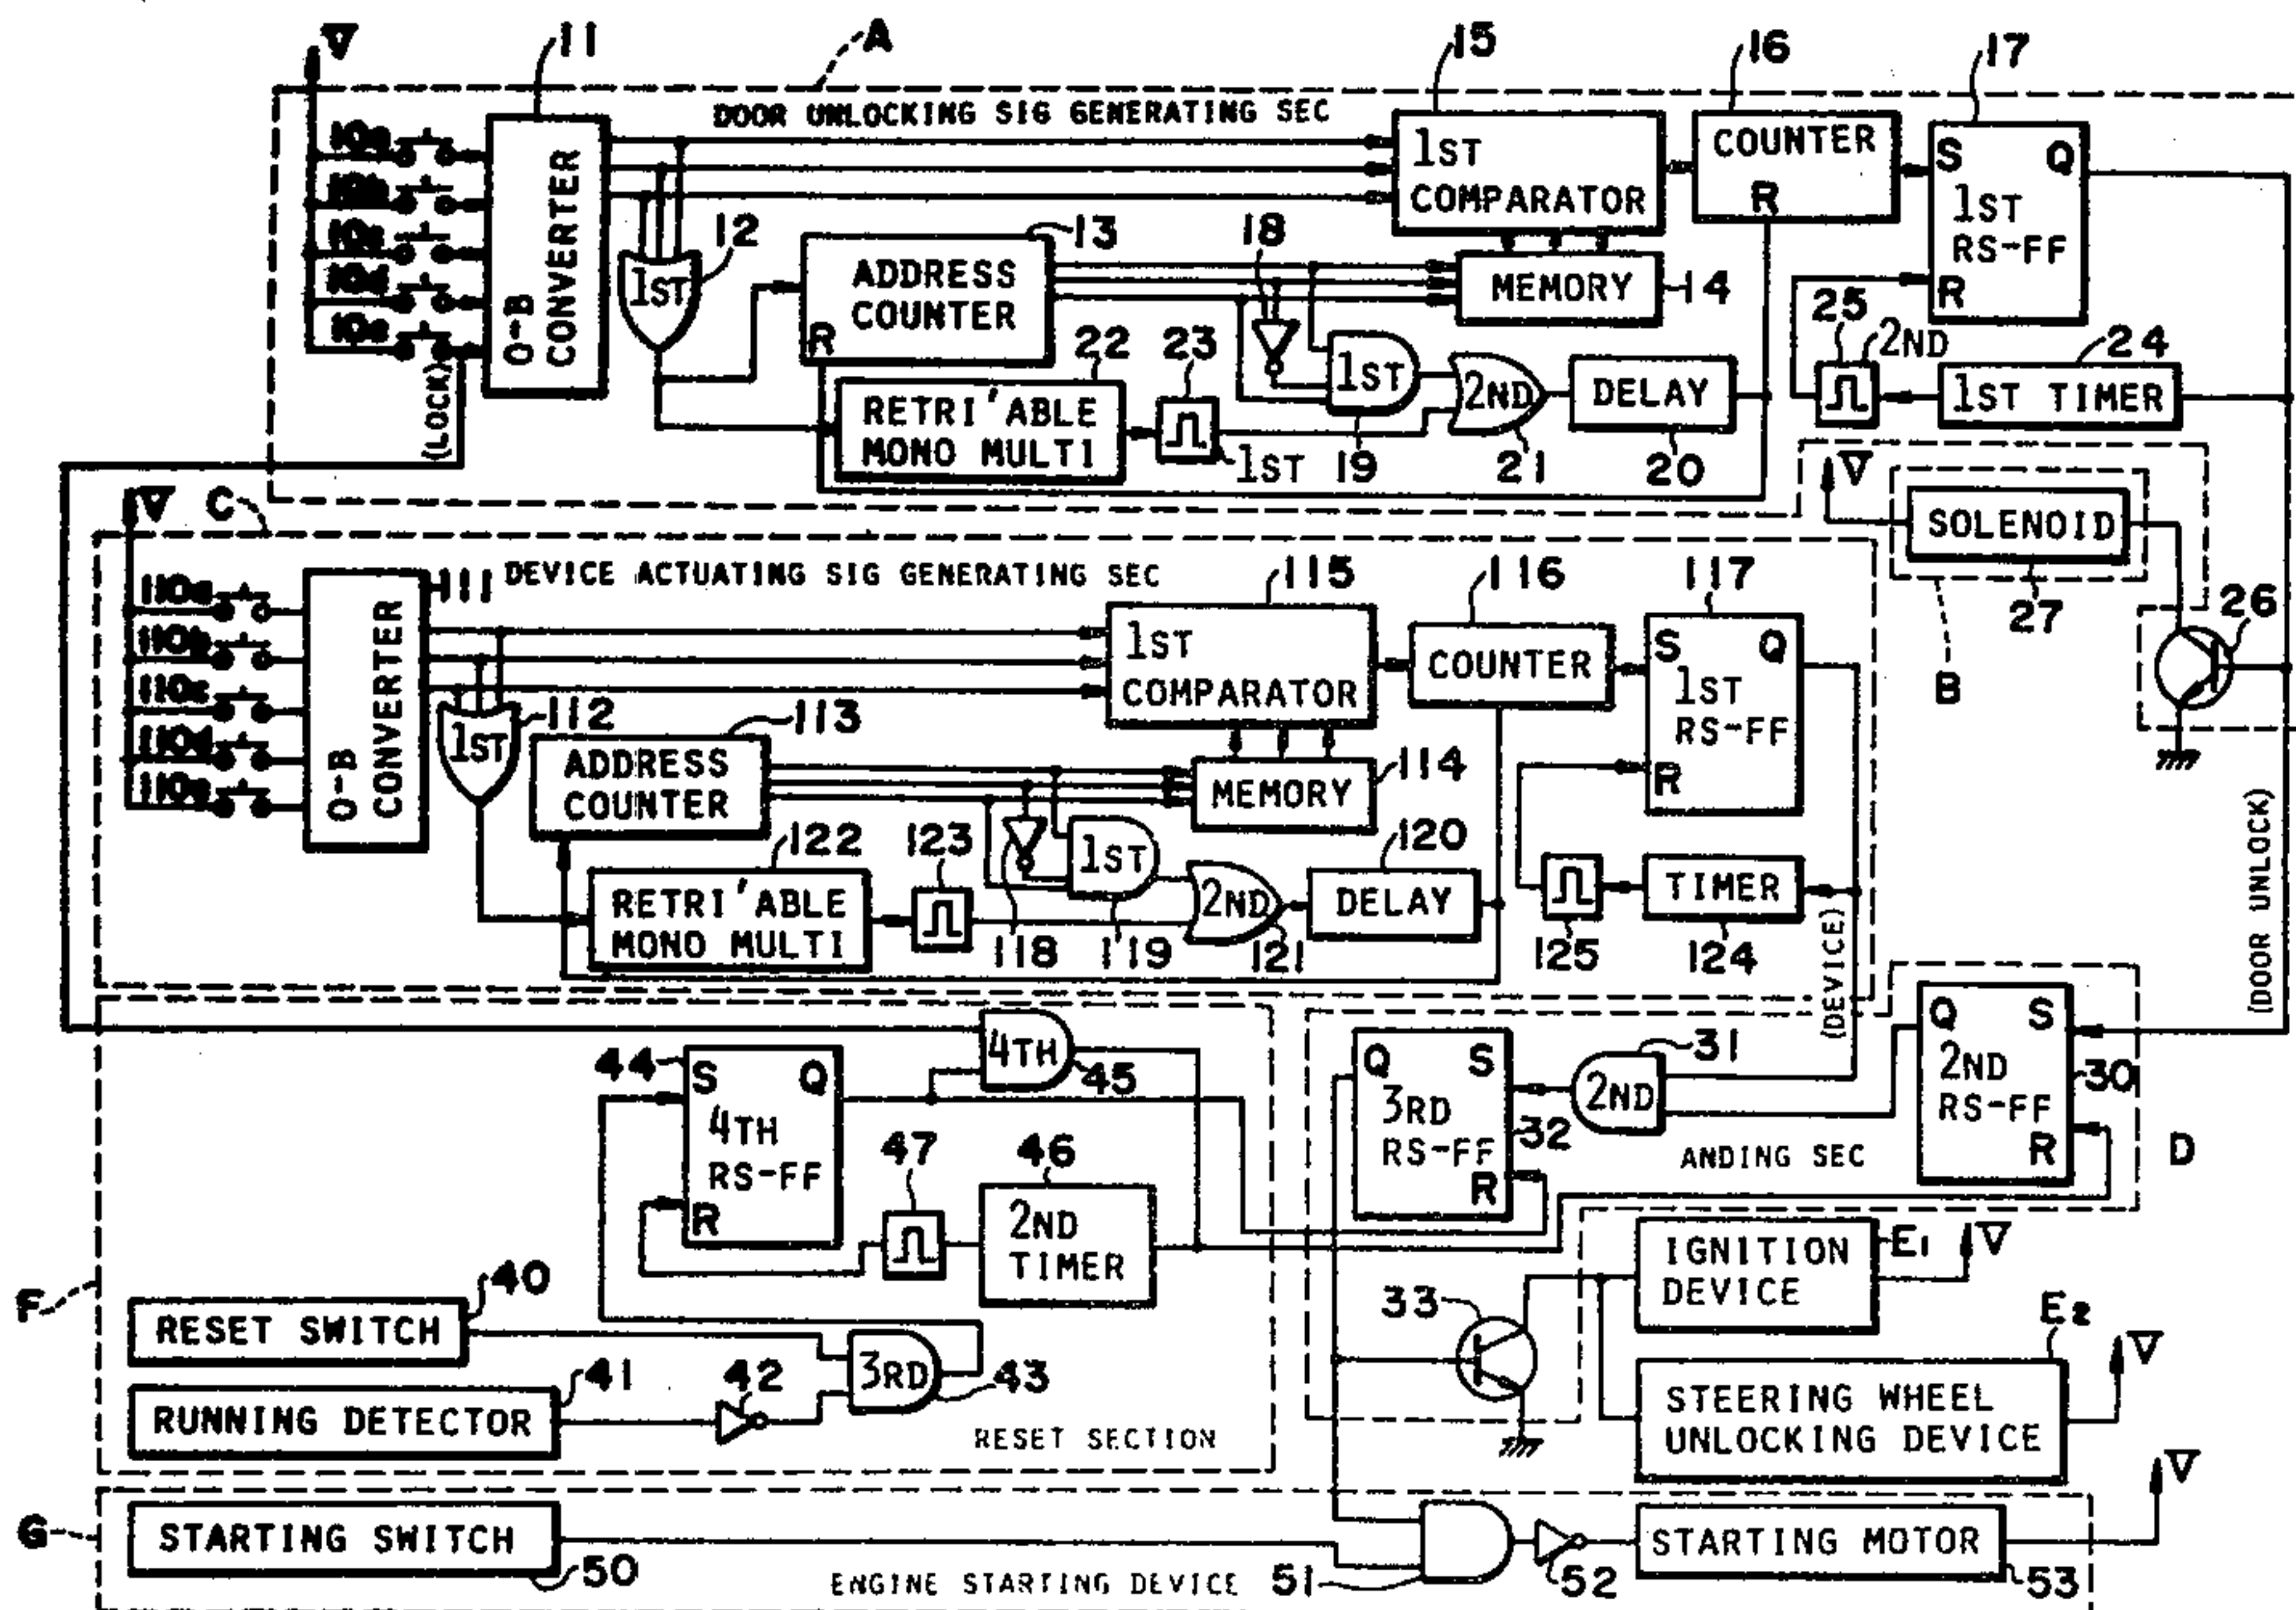 V
11
A
15
16
17
DOOR UNLOCKING SIG GENERATING SEC
10a
10b
10c
10d
10e
(LOCK)
O-B CONVERTER
1ST
12
13
ADDRESS
COUNTER
R
18
1ST
COMPARATOR
COUNTER
R
S Q
1ST
RS-FF
R
MEMORY
14
22
RETRI'ABLE
MONO MULTI
23
1ST
1ST
19
2ND
21
DELAY
20
25
2ND
24
1ST TIMER
V
SOLENOID
27
B
26
V
C
DEVICE ACTUATING SIG GENERATING SEC
110a
110b
110c
110d
110e
111
O-B CONVERTER
1ST
112
113
ADDRESS
COUNTER
115
1ST
COMPARATOR
116
COUNTER
117
S Q
1ST
RS-FF
R
MEMORY
114
122
RETRI'ABLE
MONO MULTI
123
118
1ST
119
2ND
121
120
DELAY
125
TIMER
124
(DEVICE)
(DOOR UNLOCK)
4TH
45
44
S Q
4TH
RS-FF
R
47
46
2ND
TIMER
Q S
3RD
RS-FF
R
32
31
2ND
ANDING SEC
Q S
2ND
RS-FF
R
30
D
F
40
RESET SWITCH
41
RUNNING DETECTOR
42
3RD
43
RESET SECTION
33
IGNITION
DEVICE
E1
V
E2
STEERING WHEEL
UNLOCKING DEVICE
V
G
STARTING SWITCH
50
ENGINE STARTING DEVICE
51
52
STARTING MOTOR
53
V